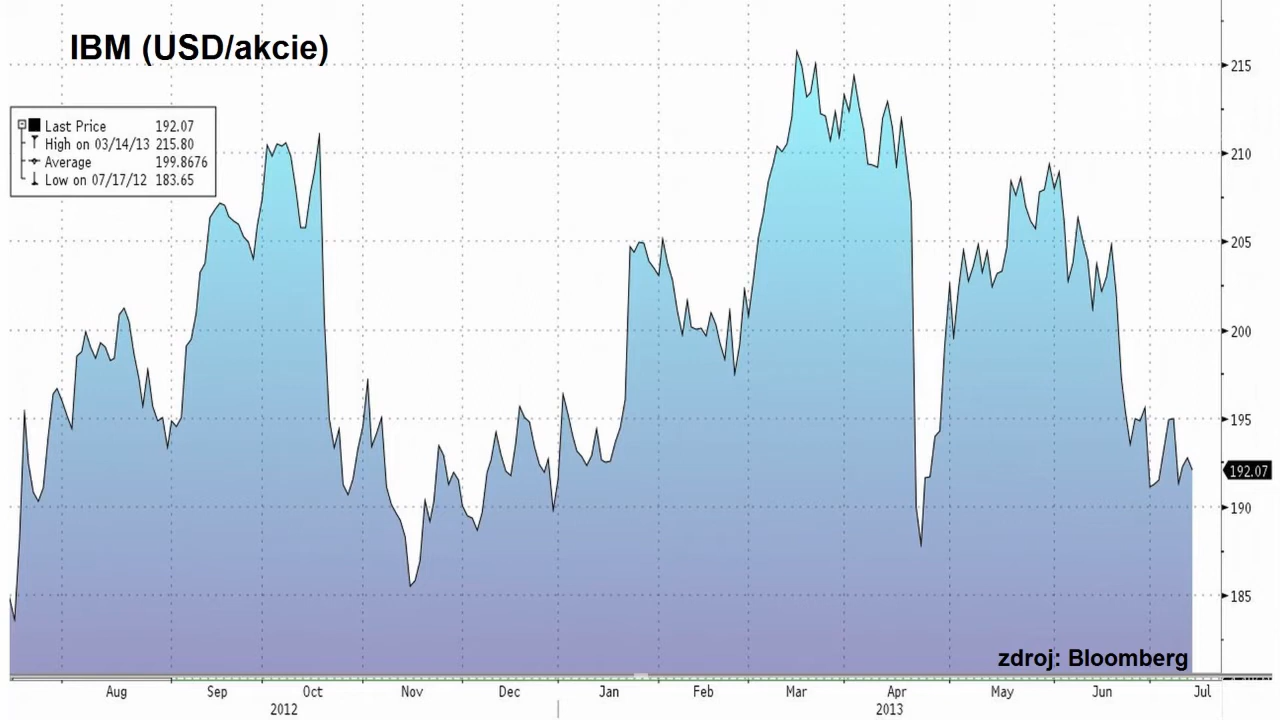 IBM (USD/akcie)
Last Price 192.07
High on 03/14/13 215.80
Average 199.8676
Low on 07/17/12 183.65
215
210
205
200
195
192.07
190
185
zdroj: Bloomberg
Aug Sep Oct Nov Dec Jan Feb Mar Apr May Jun Jul
2012 2013